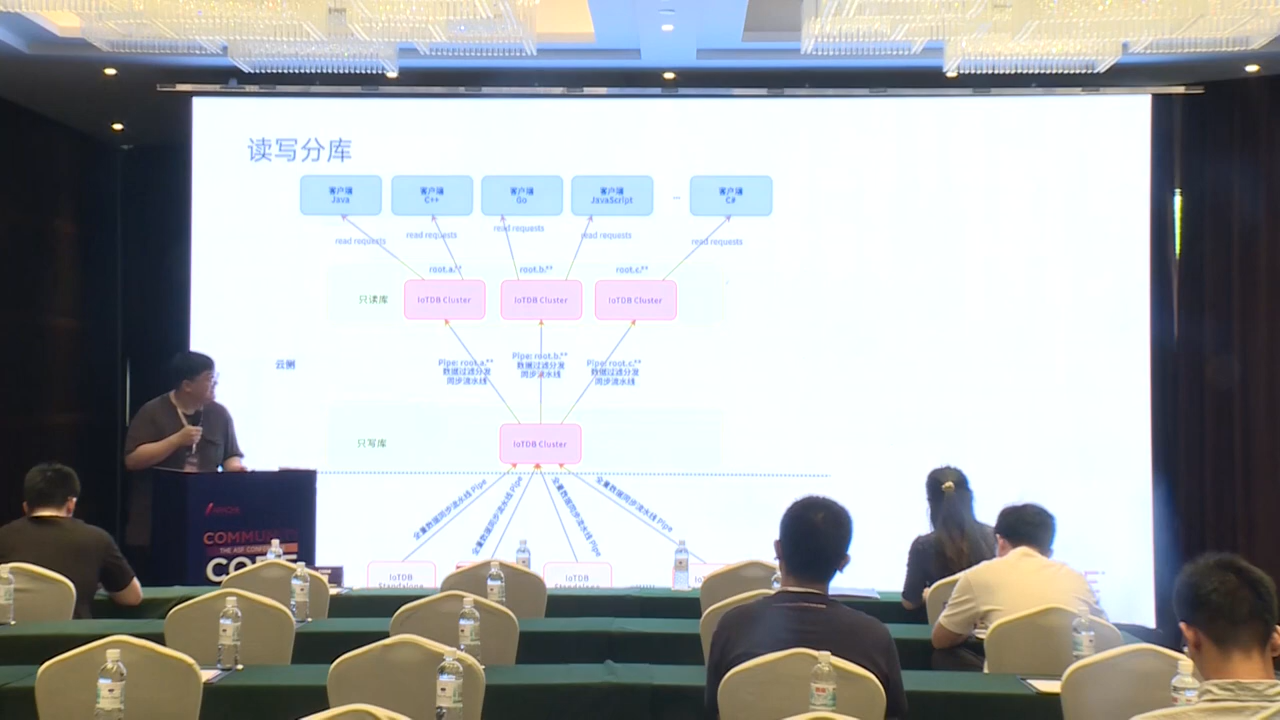 读写分库
客户端
Java
客户端
C++
客户端
Go
客户端
JavaScript
...
客户端
C#
read requests
read requests
read requests
read requests
read requests
root.a.**
root.b.**
root.c.**
只读库
IoTDB Cluster
IoTDB Cluster
IoTDB Cluster
云侧
Pipe: root.a.**
数据过滤分发
同步流水线
Pipe: root.b.**
数据过滤分发
同步流水线
Pipe: root.c.**
数据过滤分发
同步流水线
只写库
IoTDB Cluster
全量数据同步流水线 Pipe
全量数据同步流水线 Pipe
全量数据同步流水线 Pipe
全量数据同步流水线 Pipe
IoTDB
Standalone
IoTDB
Standalone
THE ASF CONFERENCE